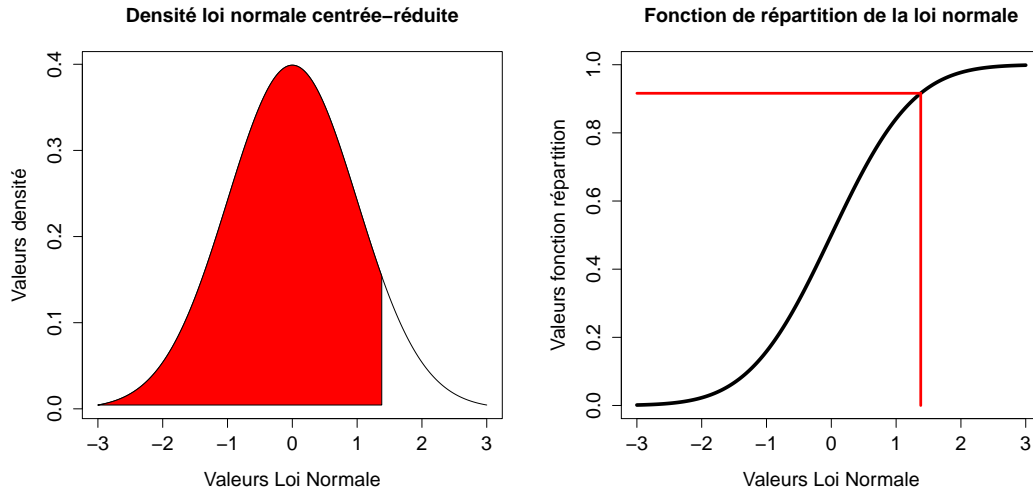 Densité loi normale centrée−réduite
Valeurs densité
0.4
0.3
0.2
0.1
0.0
−3 −2 −1 0 1 2 3
Valeurs Loi Normale
Fonction de répartition de la loi normale
Valeurs fonction répartition
1.0
0.8
0.6
0.4
0.2
0.0
−3 −2 −1 0 1 2 3
Valeurs Loi Normale